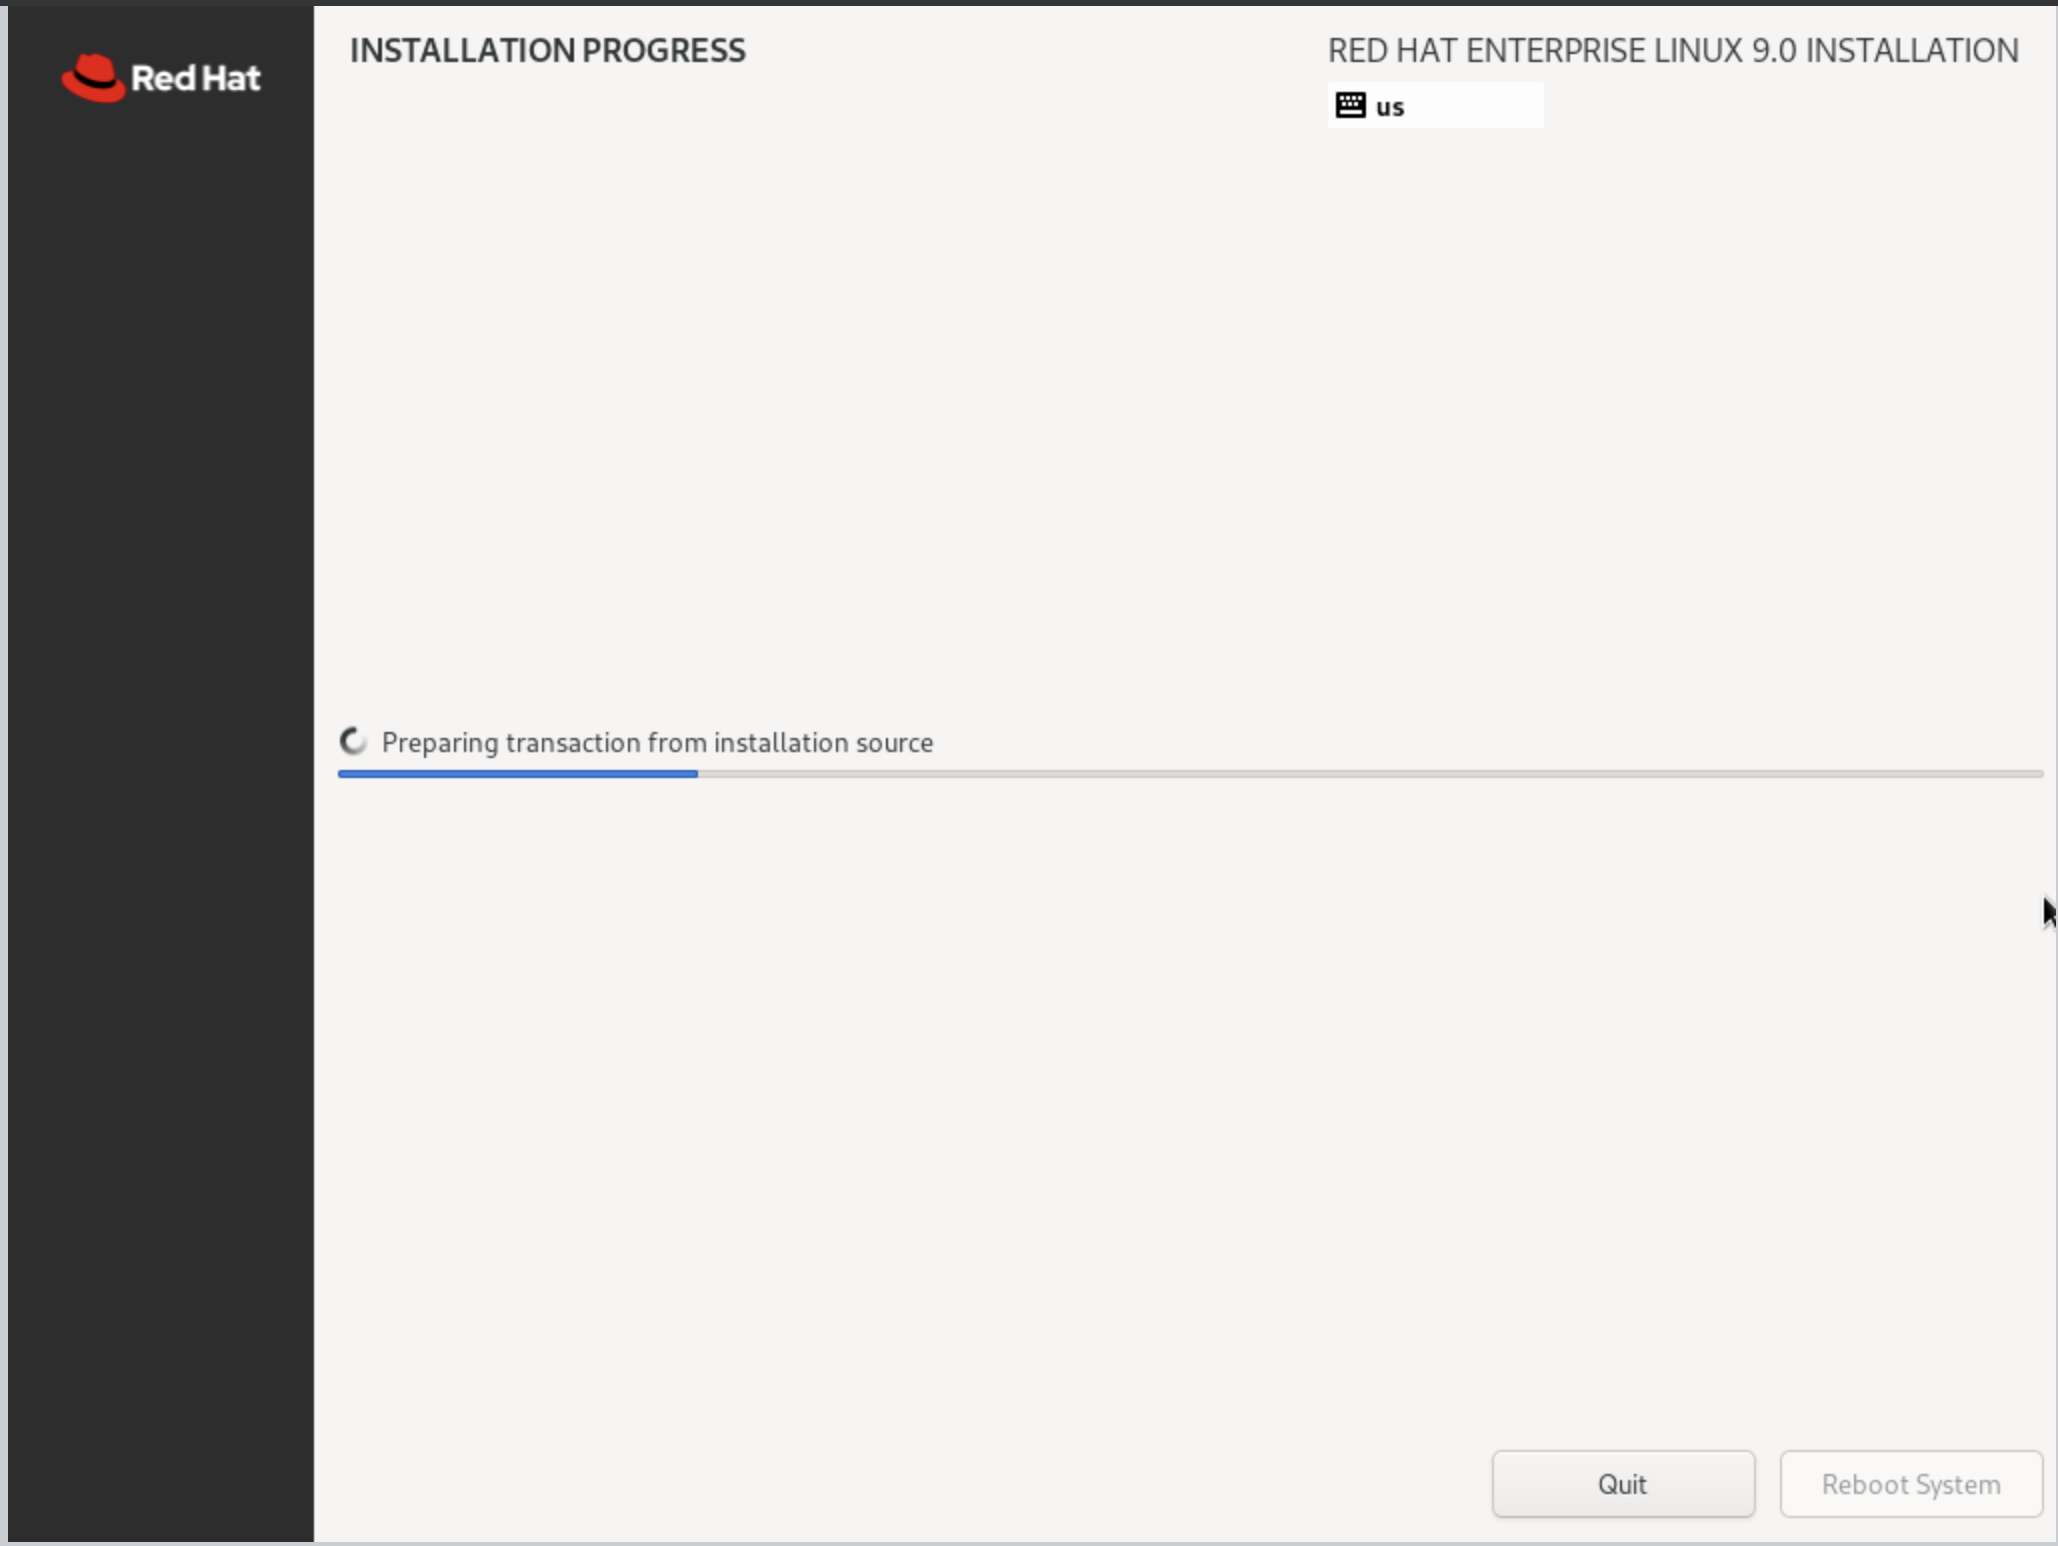 Red Hat
INSTALLATION PROGRESS
RED HAT ENTERPRISE LINUX 9.0 INSTALLATION
us
Preparing transaction from installation source
Quit
Reboot System